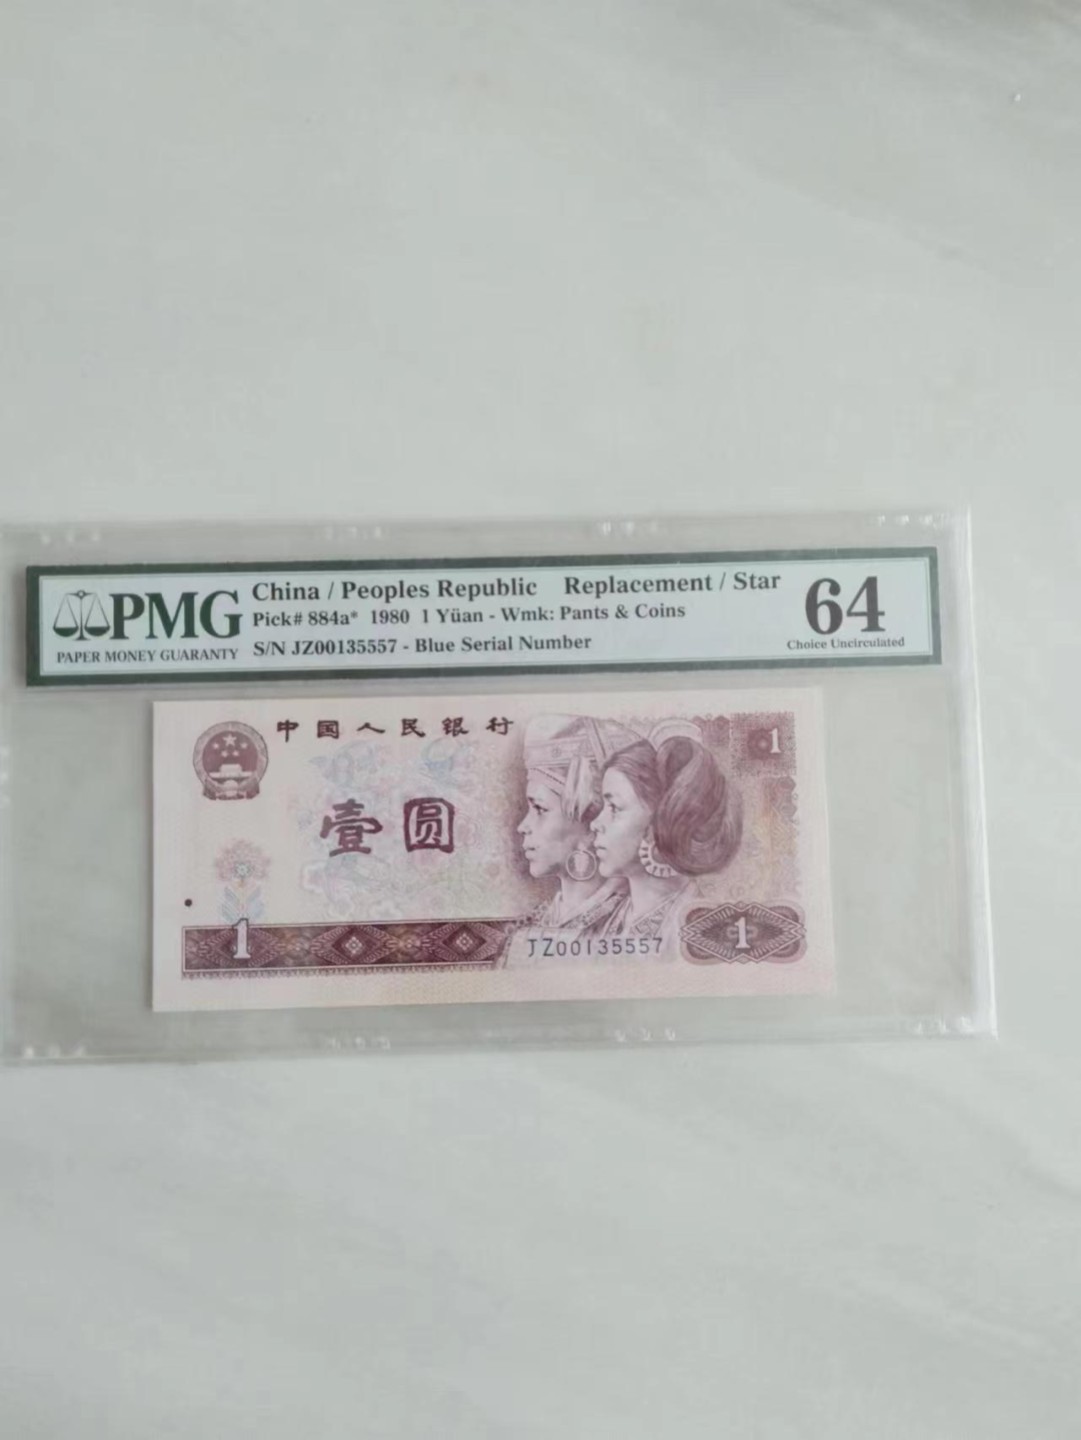 China / Peoples Republic Replacement / Star
PMG
Pick# 884a* 1980 1 Yüan - Wmk: Pants & Coins
64
PAPER MONEY GUARANTY
S/N JZ00135557 - Blue Serial Number
Choice Uncirculated
中国人民银行
1
壹圆
1
JZ00135557
1